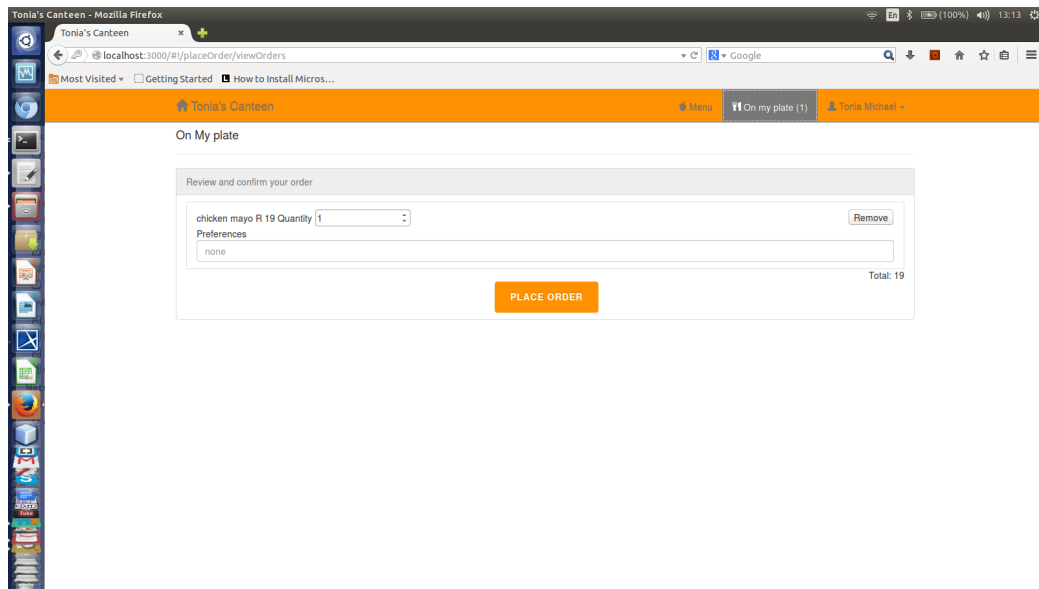 Tonia's Canteen - Mozilla Firefox
En (100%) 13:13
Tonia's Canteen
localhost:3000/#!/placeOrder/viewOrders
Google
Most Visited Getting Started How to Install Micros...
Tonia's Canteen Menu On my plate (1) Tonia Michael
On My plate
Review and confirm your order
chicken mayo R 19 Quantity 1 Remove
Preferences
none
Total: 19
PLACE ORDER